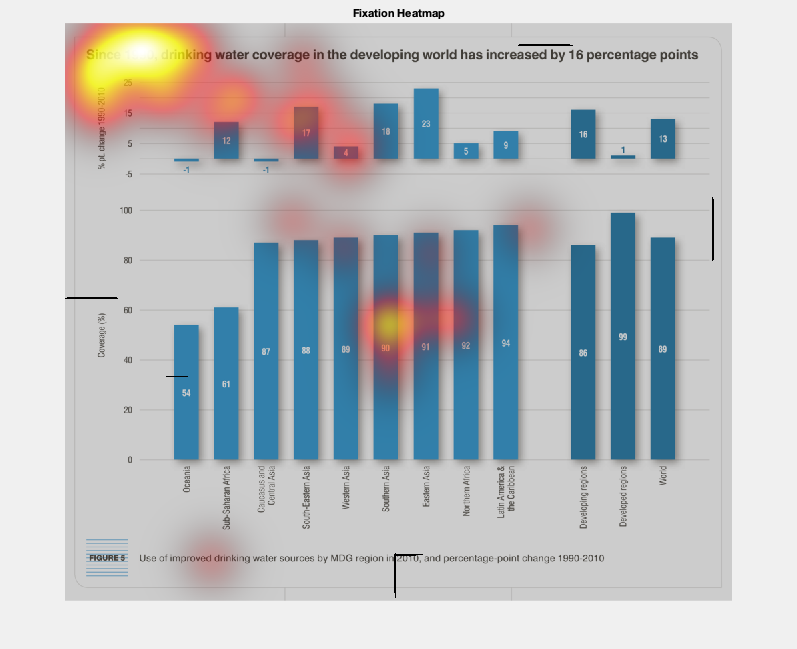 Fixation Heatmap
Since drinking water coverage in the developing world has increased by 16 percentage points
% pt. change 1990-2010
25
15
5
-5
-1
12
-1
17
4
18
23
5
9
16
1
13
Coverage (%)
100
80
60
40
20
0
54
61
87
88
89
90
91
92
94
86
99
89
Oceania
Sub-Saharan Africa
Caucasus and
Central Asia
South-Eastern Asia
Western Asia
Southern Asia
Eastern Asia
Northern Africa
Latin America &
the Caribbean
Developing regions
Developed regions
World
FIGURE 5
Use of improved drinking water sources by MDG region in 2010, and percentage-point change 1990-2010